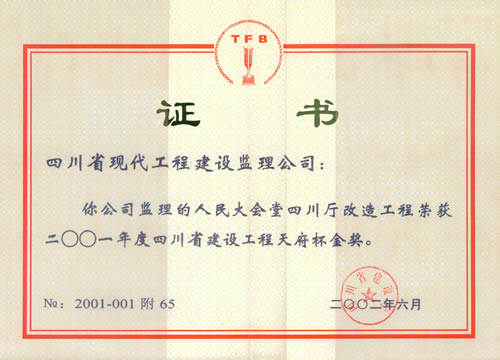 TFB
证 书
四川省现代工程建设监理公司：
你公司监理的人民大会堂四川厅改造工程荣获
二〇〇一年度四川省建设工程天府杯金奖。
№：2001-001 附 65
二〇〇二年六月